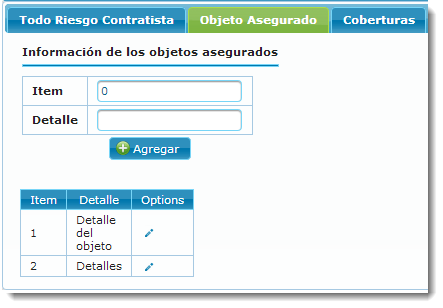 Todo Riesgo Contratista Objeto Asegurado Coberturas
Información de los objetos asegurados
Item 0
Detalle
Agregar
Item Detalle Options
1 Detalle
del
objeto
2 Detalles